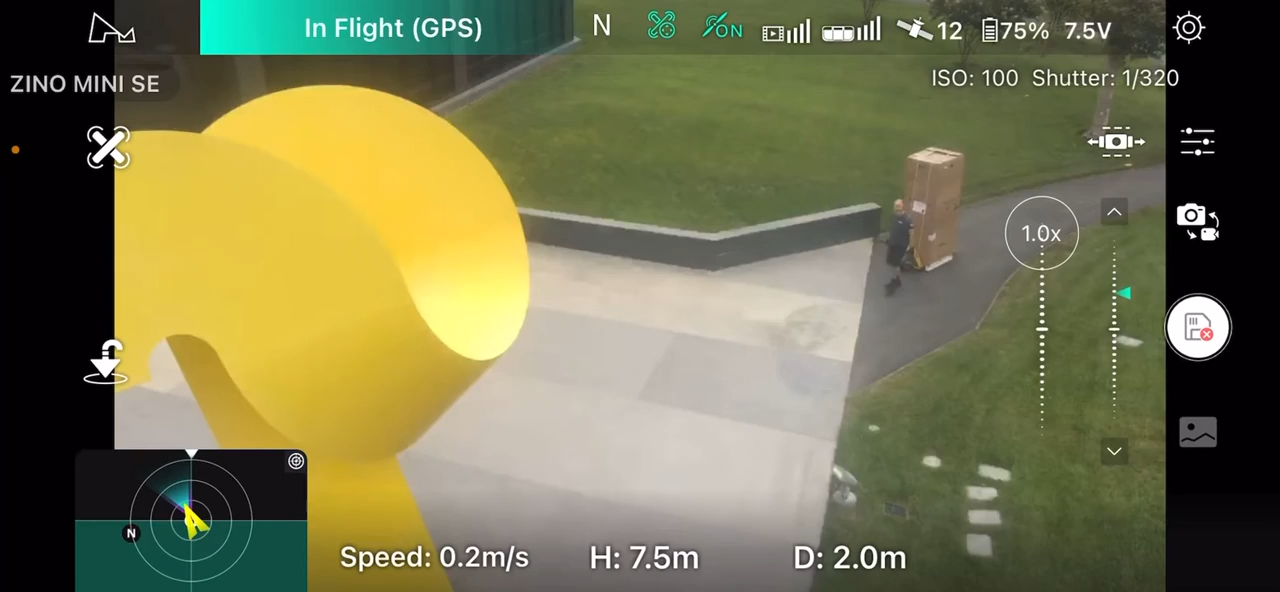 In Flight (GPS)
N
ON
12
75%
7.5V
ZINO MINI SE
ISO: 100 Shutter: 1/320
1.0x
N
Speed: 0.2m/s
H: 7.5m
D: 2.0m